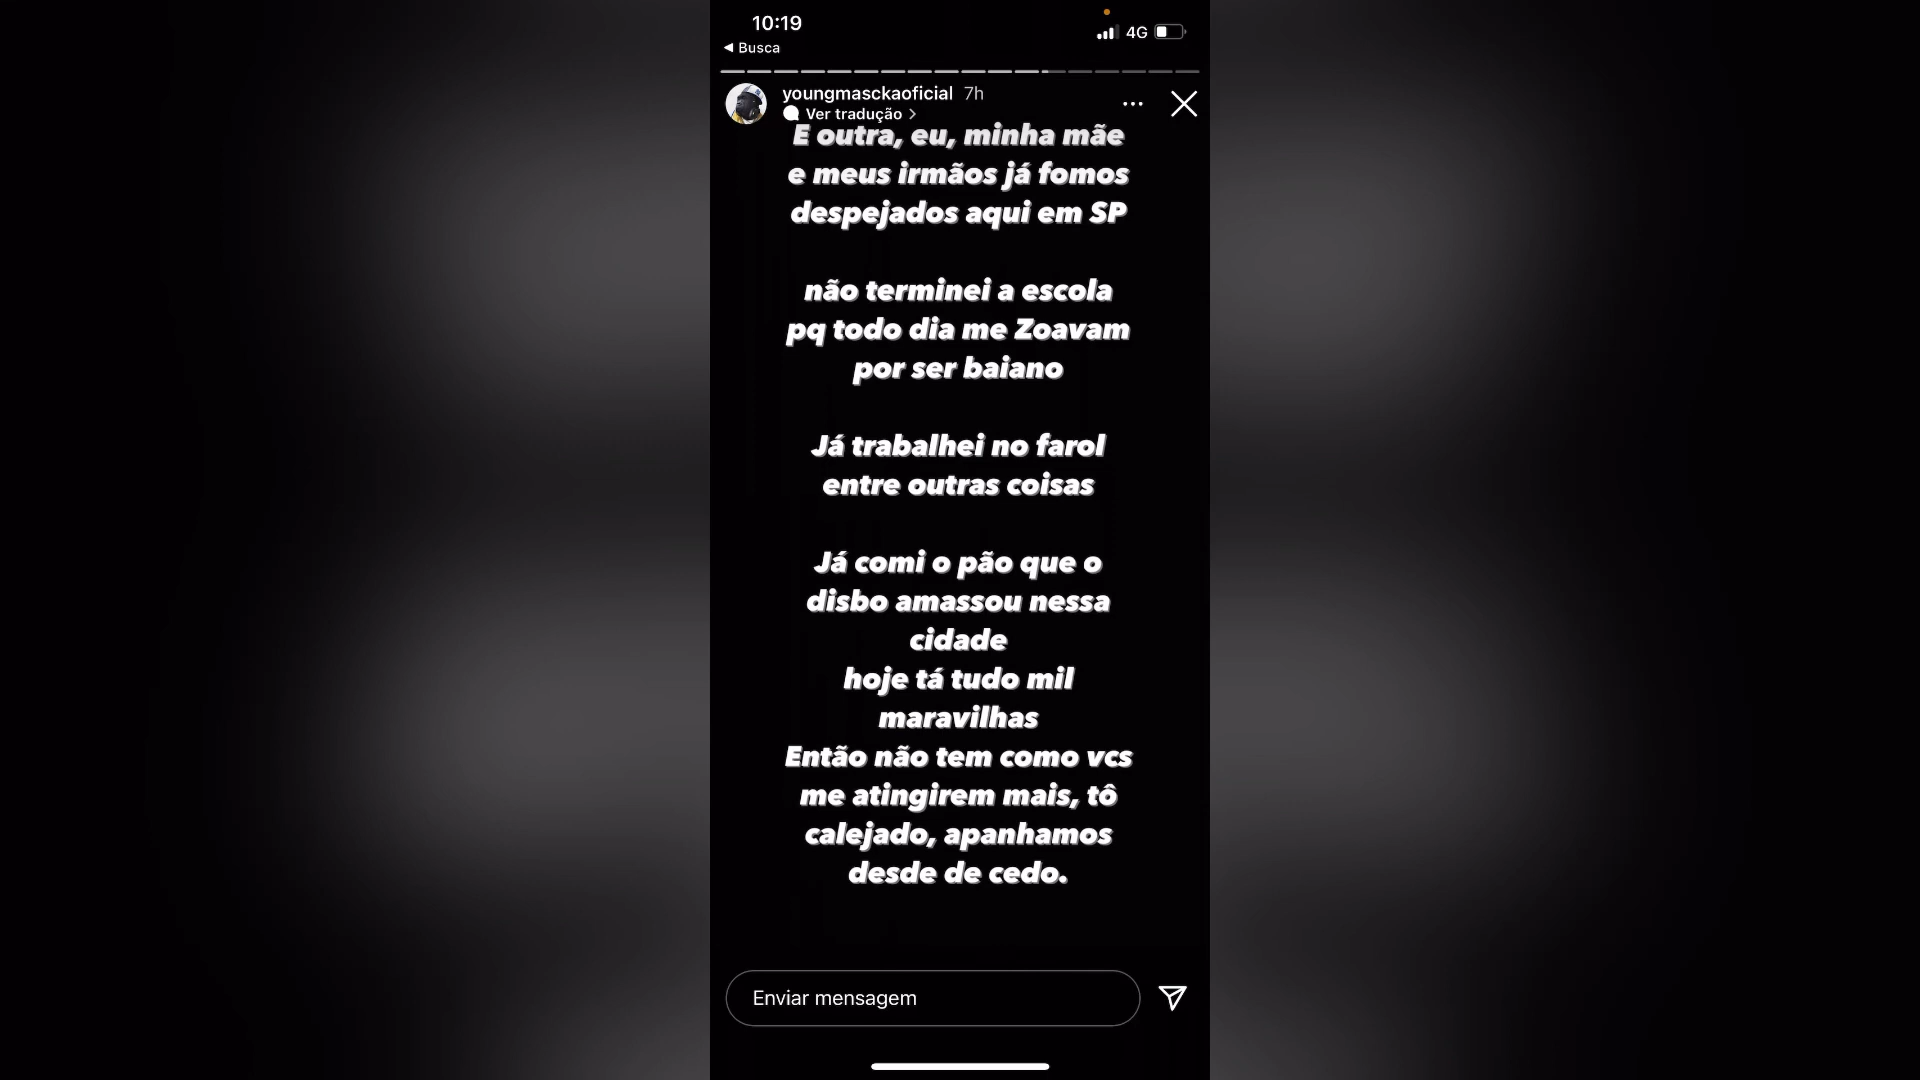 10:19
4G
Busca
youngmasckaoficial 7h
Ver tradução
E outra, eu, minha mãe
e meus irmãos já fomos
despejados aqui em SP
não terminei a escola
pq todo dia me Zoavam
por ser baiano
Já trabalhei no farol
entre outras coisas
Já comi o pão que o
disbo amassou nessa
cidade
hoje tá tudo mil
maravilhas
Então não tem como vcs
me atingirem mais, tô
calejado, apanhamos
desde de cedo.
Enviar mensagem